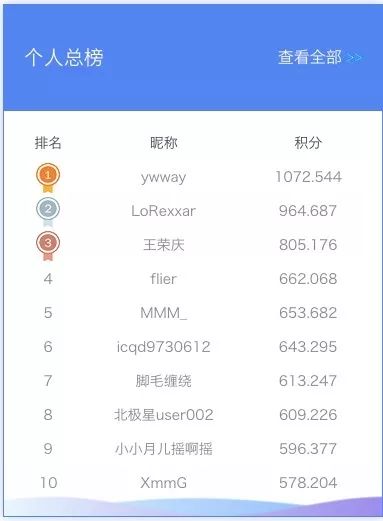 个人总榜 查看全部 >>
排名 昵称 积分
1 ywway 1072.544
2 LoRexxar 964.687
3 王荣庆 805.176
4 flier 662.068
5 MMM_ 653.682
6 icqd9730612 643.295
7 脚毛缠绕 613.247
8 北极星user002 609.226
9 小小月儿摇啊摇 596.377
10 XmmG 578.204